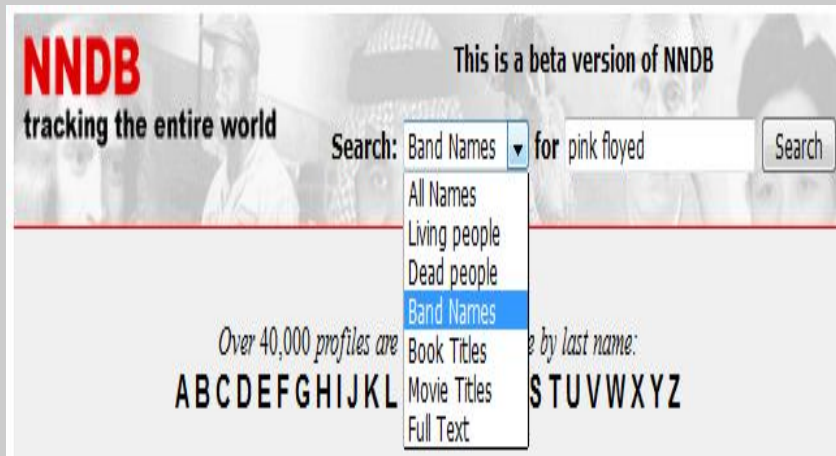 NNDB
tracking the entire world
This is a beta version of NNDB
Search: Band Names for pink floyed Search
All Names
Living people
Dead people
Band Names
Book Titles
Movie Titles
Full Text
Over 40,000 profiles are by last name:
A B C D E F G H I J K L S T U V W X Y Z